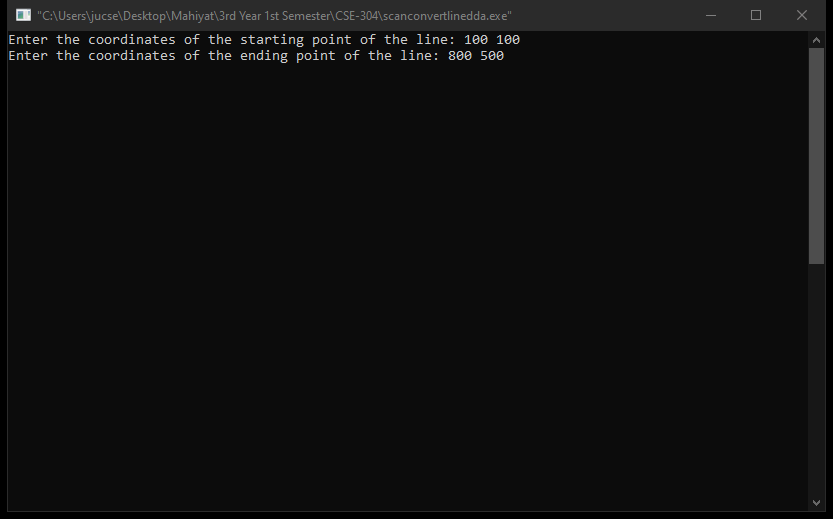 "C:\Users\jucse\Desktop\Mahiyat\3rd Year 1st Semester\CSE-304\scanconvertlinedda.exe"
Enter the coordinates of the starting point of the line: 100 100
Enter the coordinates of the ending point of the line: 800 500